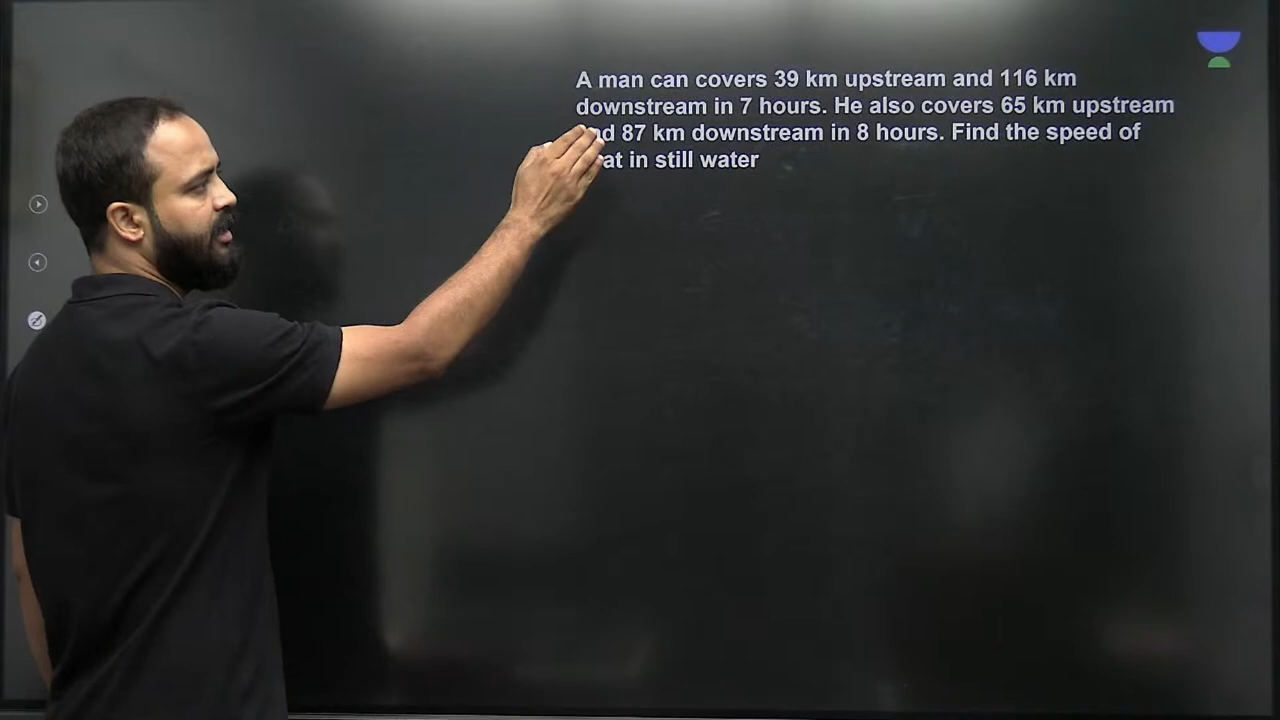 A man can covers 39 km upstream and 116 km
downstream in 7 hours. He also covers 65 km upstream
87 km downstream in 8 hours. Find the speed of
in still water